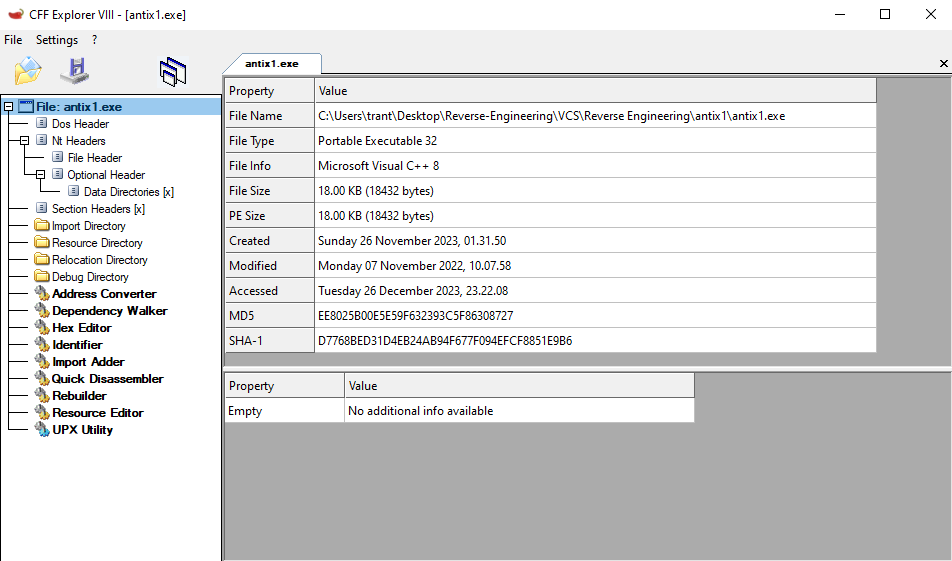 CFF Explorer VIII - [antix1.exe]
File Settings ?
antix1.exe
File: antix1.exe
Dos Header
Nt Headers
File Header
Optional Header
Data Directories [x]
Section Headers [x]
Import Directory
Resource Directory
Relocation Directory
Debug Directory
Address Converter
Dependency Walker
Hex Editor
Identifier
Import Adder
Quick Disassembler
Rebuilder
Resource Editor
UPX Utility
Property Value
File Name C:\Users\trant\Desktop\Reverse-Engineering\VCS\Reverse Engineering\antix1\antix1.exe
File Type Portable Executable 32
File Info Microsoft Visual C++ 8
File Size 18.00 KB (18432 bytes)
PE Size 18.00 KB (18432 bytes)
Created Sunday 26 November 2023, 01.31.50
Modified Monday 07 November 2022, 10.07.58
Accessed Tuesday 26 December 2023, 23.22.08
MD5 EE8025B00E5E59F632393C5F86308727
SHA-1 D7768BED31D4EB24AB94F677F094EFCF8851E9B6
Property Value
Empty No additional info available